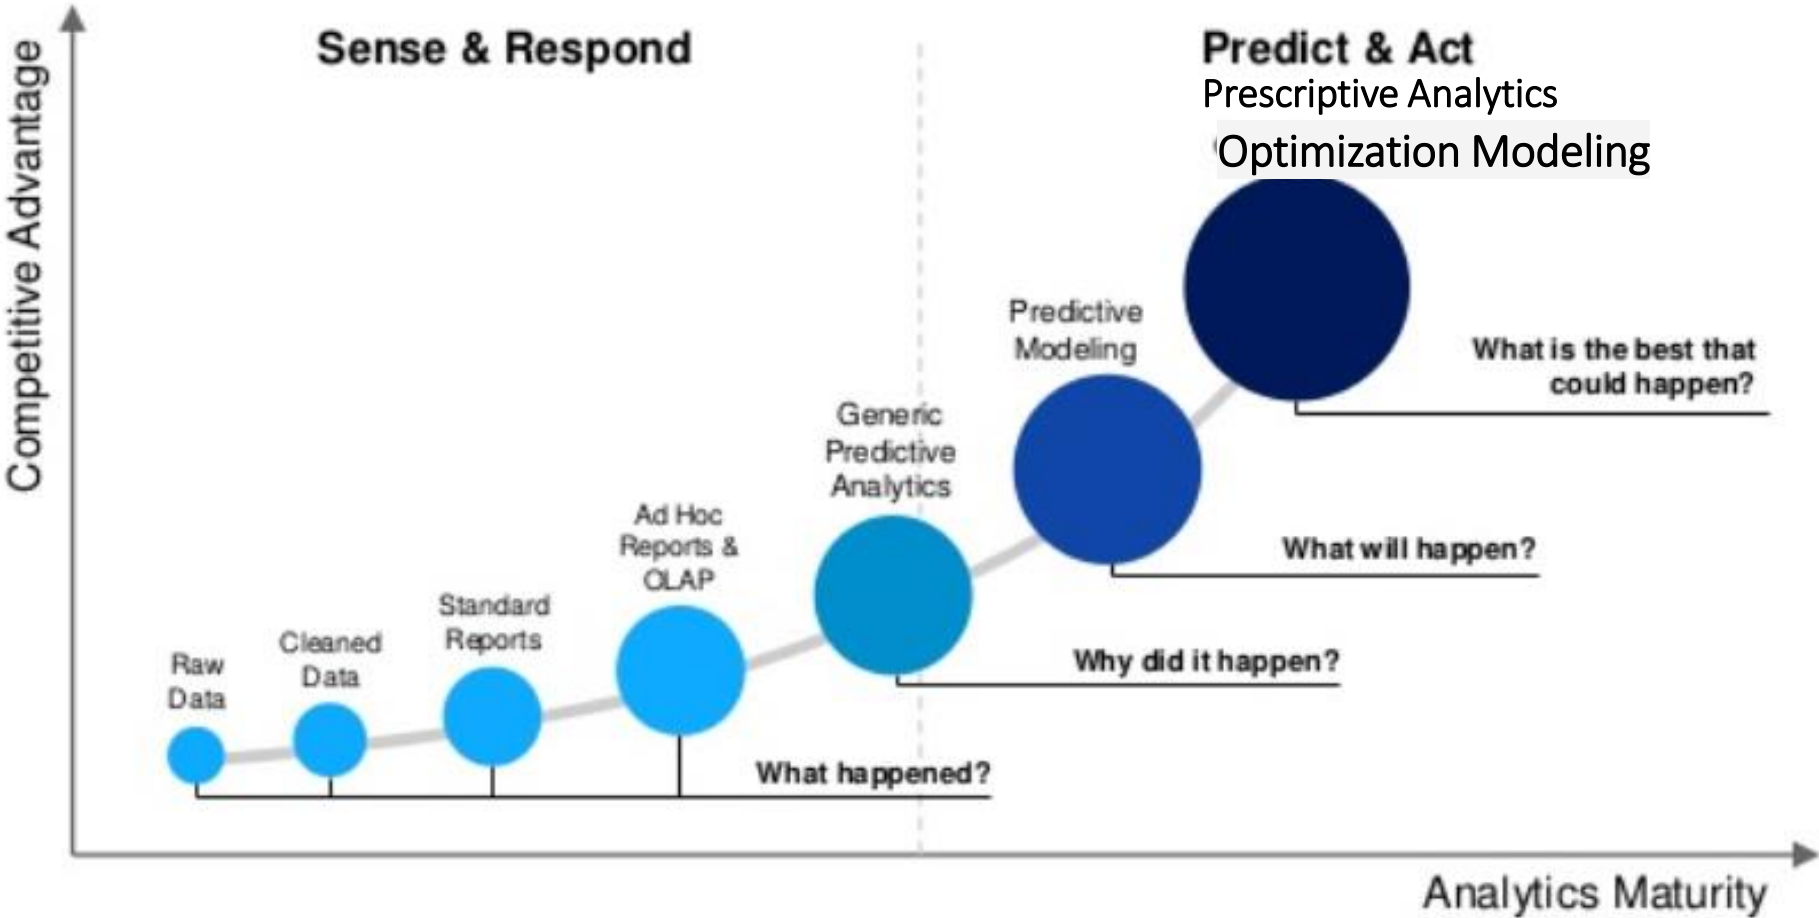 Sense & Respond
Predict & Act
Prescriptive Analytics
Optimization Modeling
Competitive Advantage
Predictive
Modeling
What is the best that
could happen?
Generic
Predictive
Analytics
What will happen?
Ad Hoc
Reports &
OLAP
Why did it happen?
Standard
Reports
Cleaned
Data
Raw
Data
What happened?
Analytics Maturity